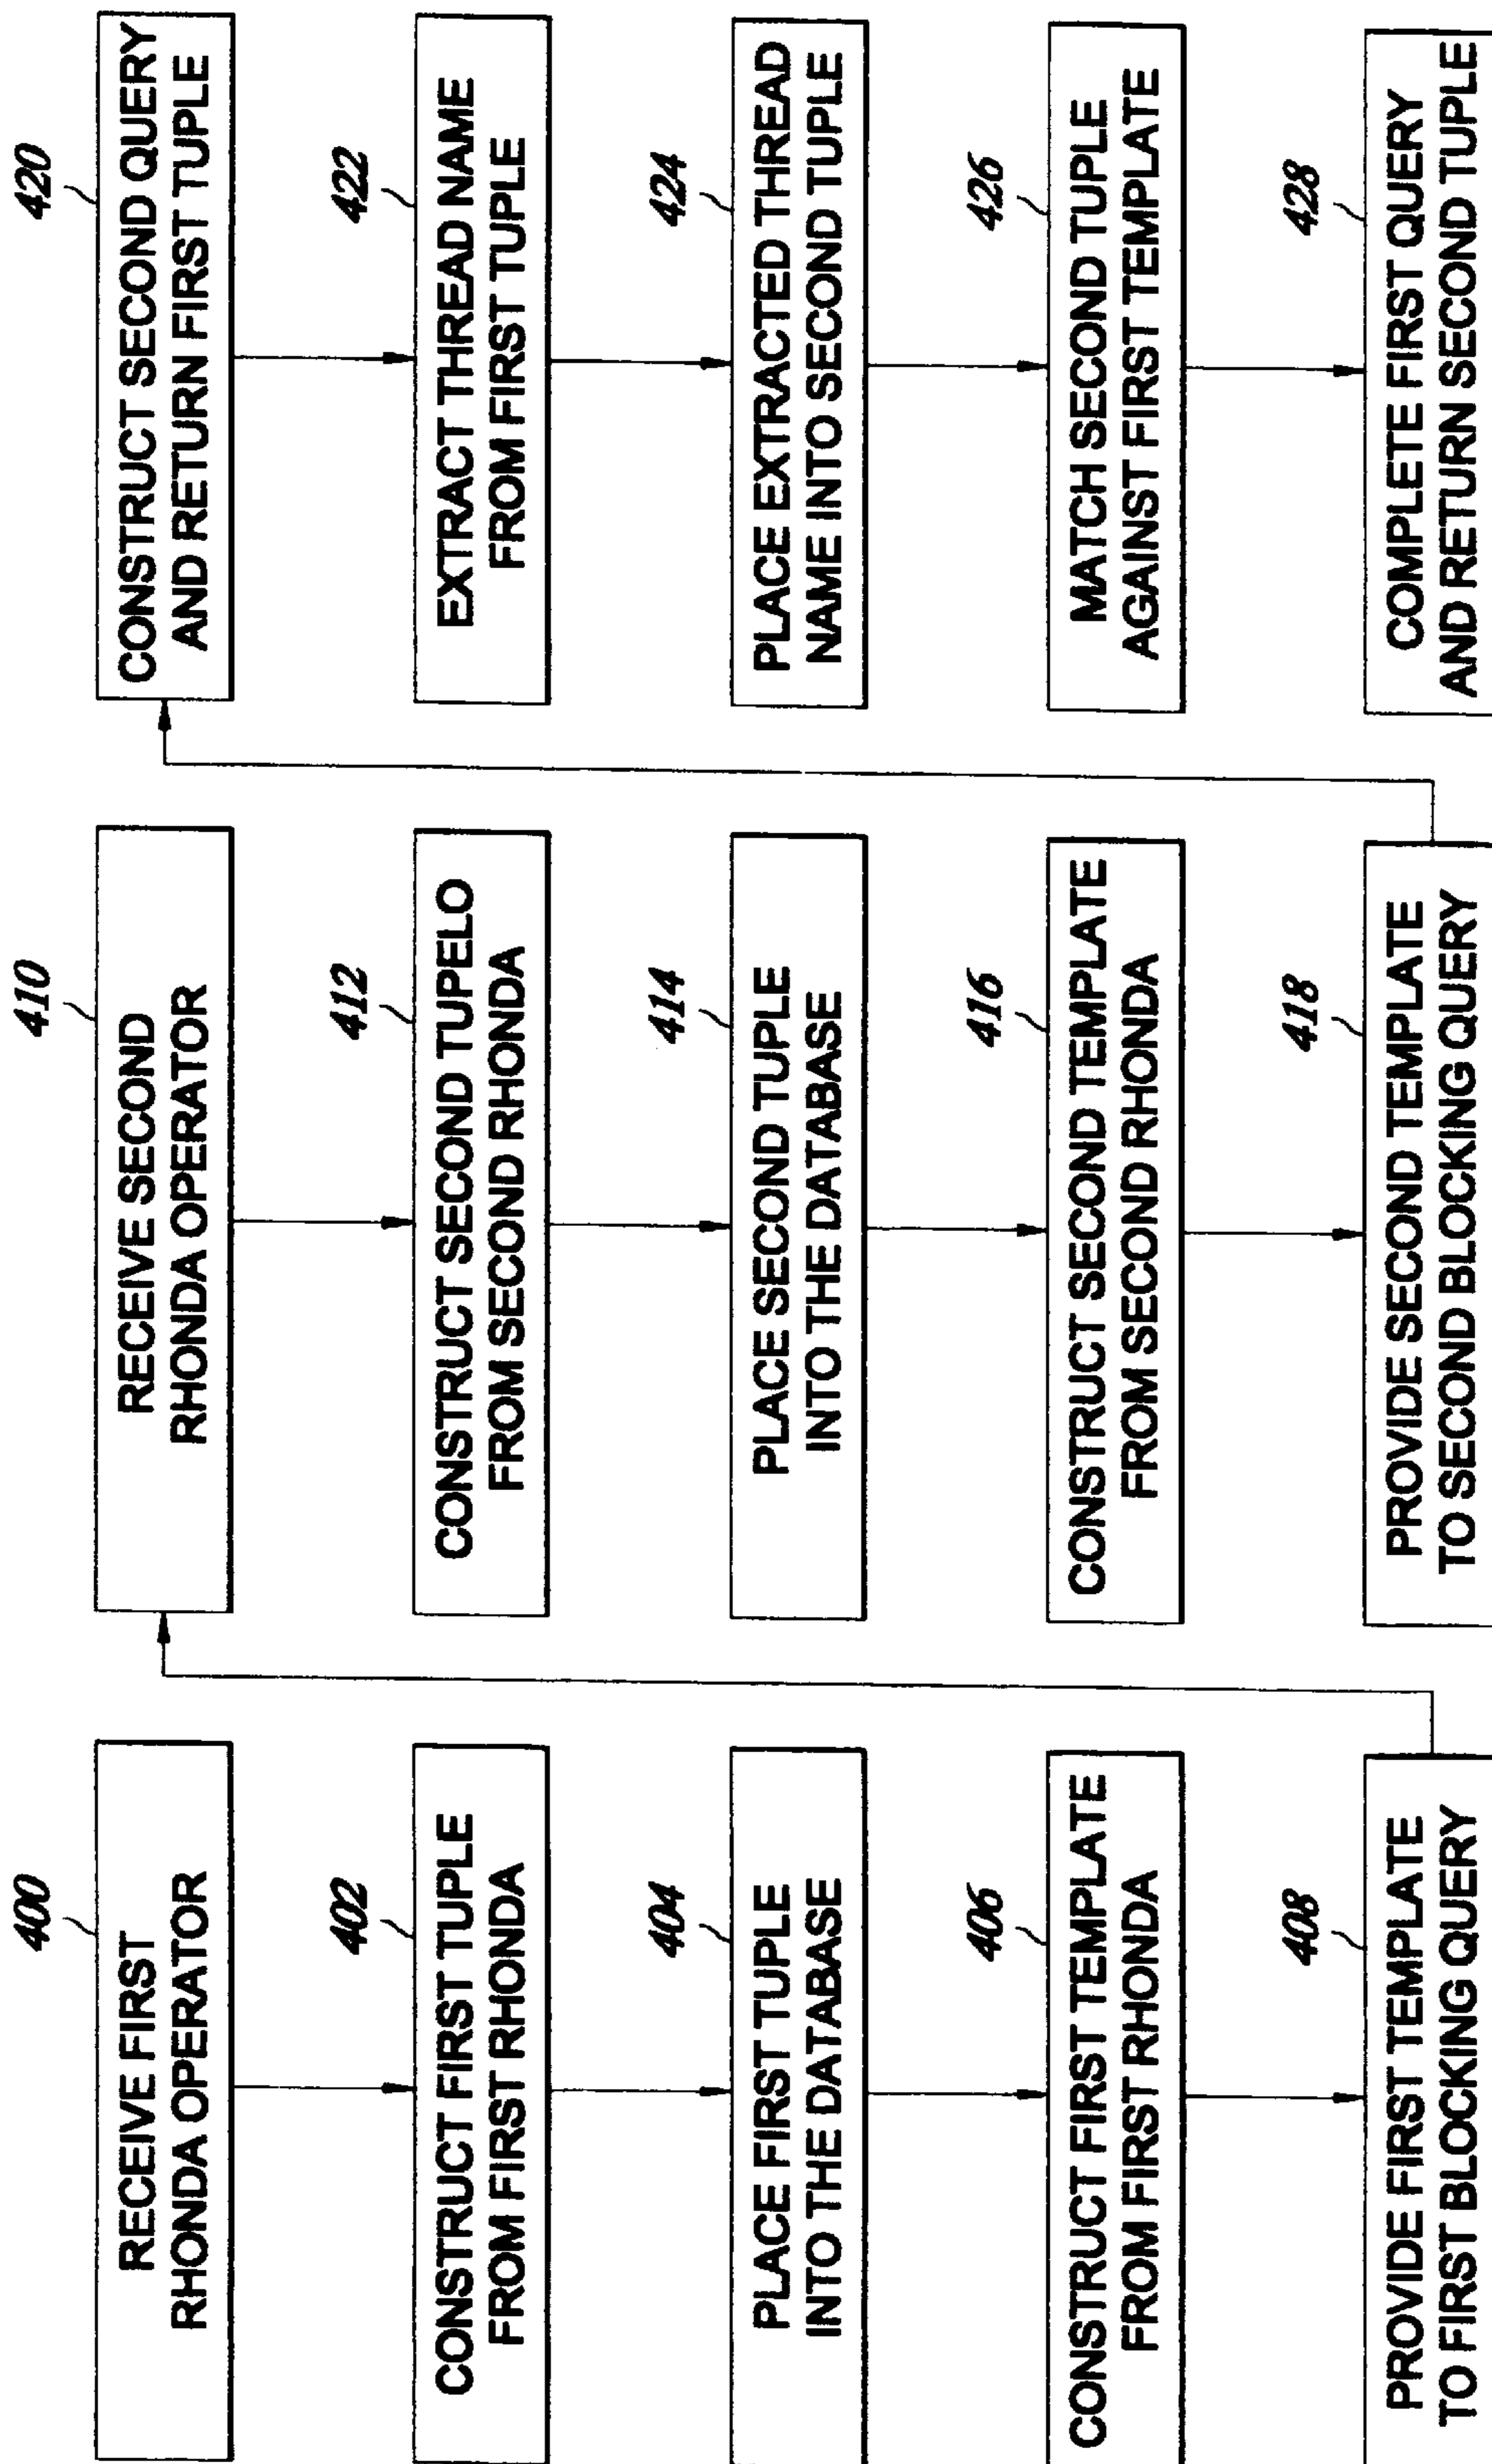 400
RECEIVE FIRST
RHONDA OPERATOR
402
CONSTRUCT FIRST TUPLE
FROM FIRST RHONDA
404
PLACE FIRST TUPLE
INTO THE DATABASE
406
CONSTRUCT FIRST TEMPLATE
FROM FIRST RHONDA
408
PROVIDE FIRST TEMPLATE
TO FIRST BLOCKING QUERY
410
RECEIVE SECOND
RHONDA OPERATOR
412
CONSTRUCT SECOND TUPELO
FROM SECOND RHONDA
414
PLACE SECOND TUPLE
INTO THE DATABASE
416
CONSTRUCT SECOND TEMPLATE
FROM SECOND RHONDA
418
PROVIDE SECOND TEMPLATE
TO SECOND BLOCKING QUERY
420
CONSTRUCT SECOND QUERY
AND RETURN FIRST TUPLE
422
EXTRACT THREAD NAME
FROM FIRST TUPLE
424
PLACE EXTRACTED THREAD
NAME INTO SECOND TUPLE
426
MATCH SECOND TUPLE
AGAINST FIRST TEMPLATE
428
COMPLETE FIRST QUERY
AND RETURN SECOND TUPLE